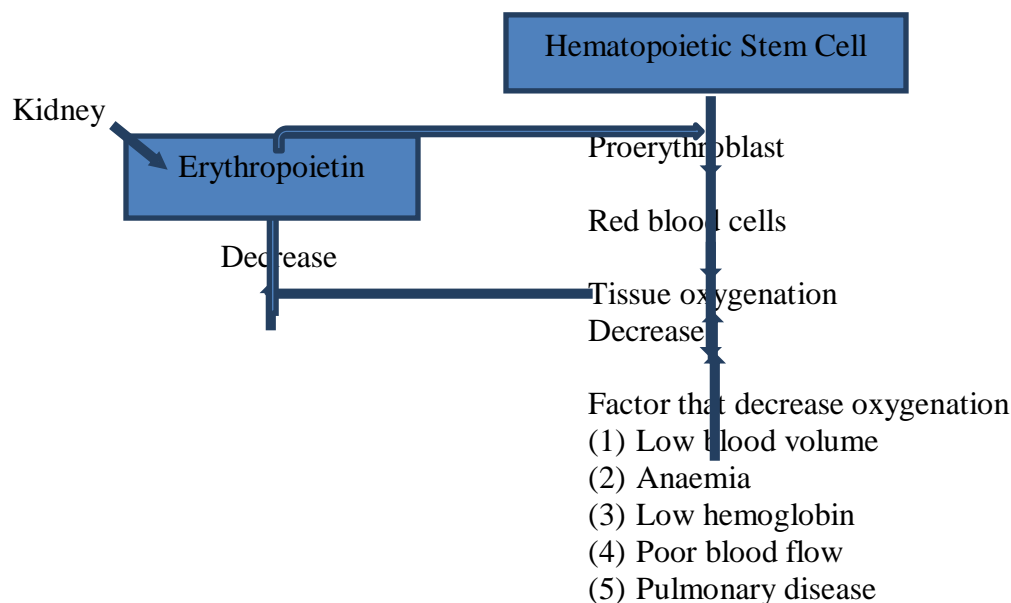 Hematopoietic Stem Cell
Kidney
Proerythroblast
Erythropoietin
Red blood cells
Decrease
Tissue oxygenation
Decrease
Factor that decrease oxygenation
(1) Low blood volume
(2) Anaemia
(3) Low hemoglobin
(4) Poor blood flow
(5) Pulmonary disease